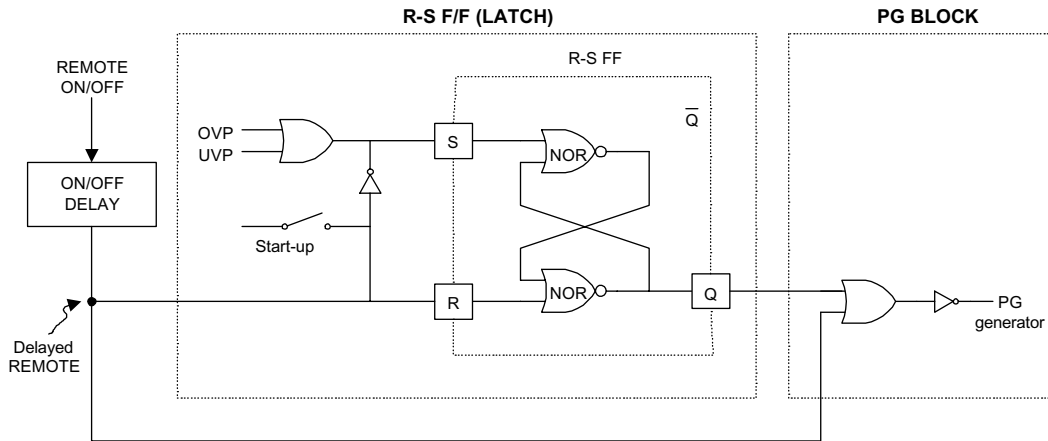 R-S F/F (LATCH)
PG BLOCK
REMOTE
ON/OFF
R-S FF
Q
OVP
UVP
S
NOR
ON/OFF
DELAY
Start-up
R
NOR
Q
PG
generator
Delayed
REMOTE